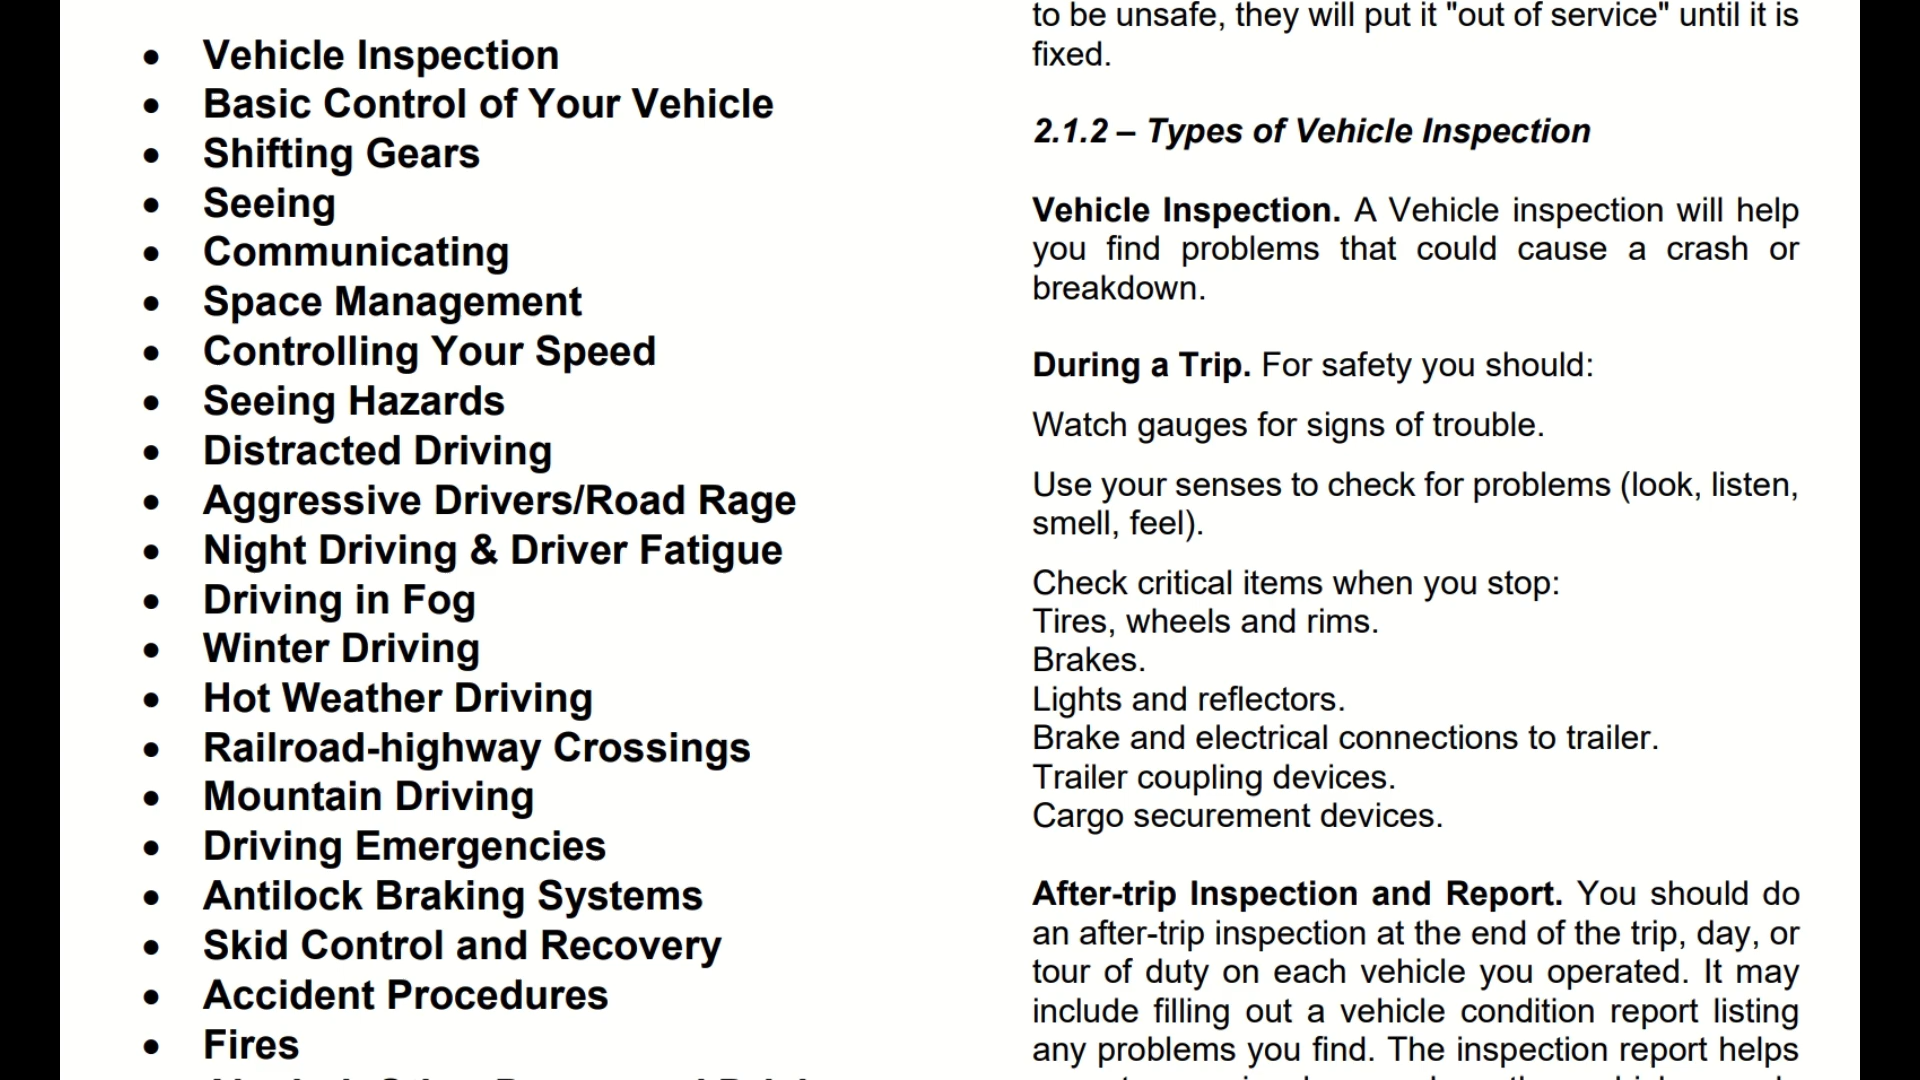 • Vehicle Inspection
• Basic Control of Your Vehicle
• Shifting Gears
• Seeing
• Communicating
• Space Management
• Controlling Your Speed
• Seeing Hazards
• Distracted Driving
• Aggressive Drivers/Road Rage
• Night Driving & Driver Fatigue
• Driving in Fog
• Winter Driving
• Hot Weather Driving
• Railroad-highway Crossings
• Mountain Driving
• Driving Emergencies
• Antilock Braking Systems
• Skid Control and Recovery
• Accident Procedures
• Fires
to be unsafe, they will put it "out of service" until it is
fixed.
2.1.2 – Types of Vehicle Inspection
Vehicle Inspection. A Vehicle inspection will help
you find problems that could cause a crash or
breakdown.
During a Trip. For safety you should:
Watch gauges for signs of trouble.
Use your senses to check for problems (look, listen,
smell, feel).
Check critical items when you stop:
Tires, wheels and rims.
Brakes.
Lights and reflectors.
Brake and electrical connections to trailer.
Trailer coupling devices.
Cargo securement devices.
After-trip Inspection and Report. You should do
an after-trip inspection at the end of the trip, day, or
tour of duty on each vehicle you operated. It may
include filling out a vehicle condition report listing
any problems you find. The inspection report helps